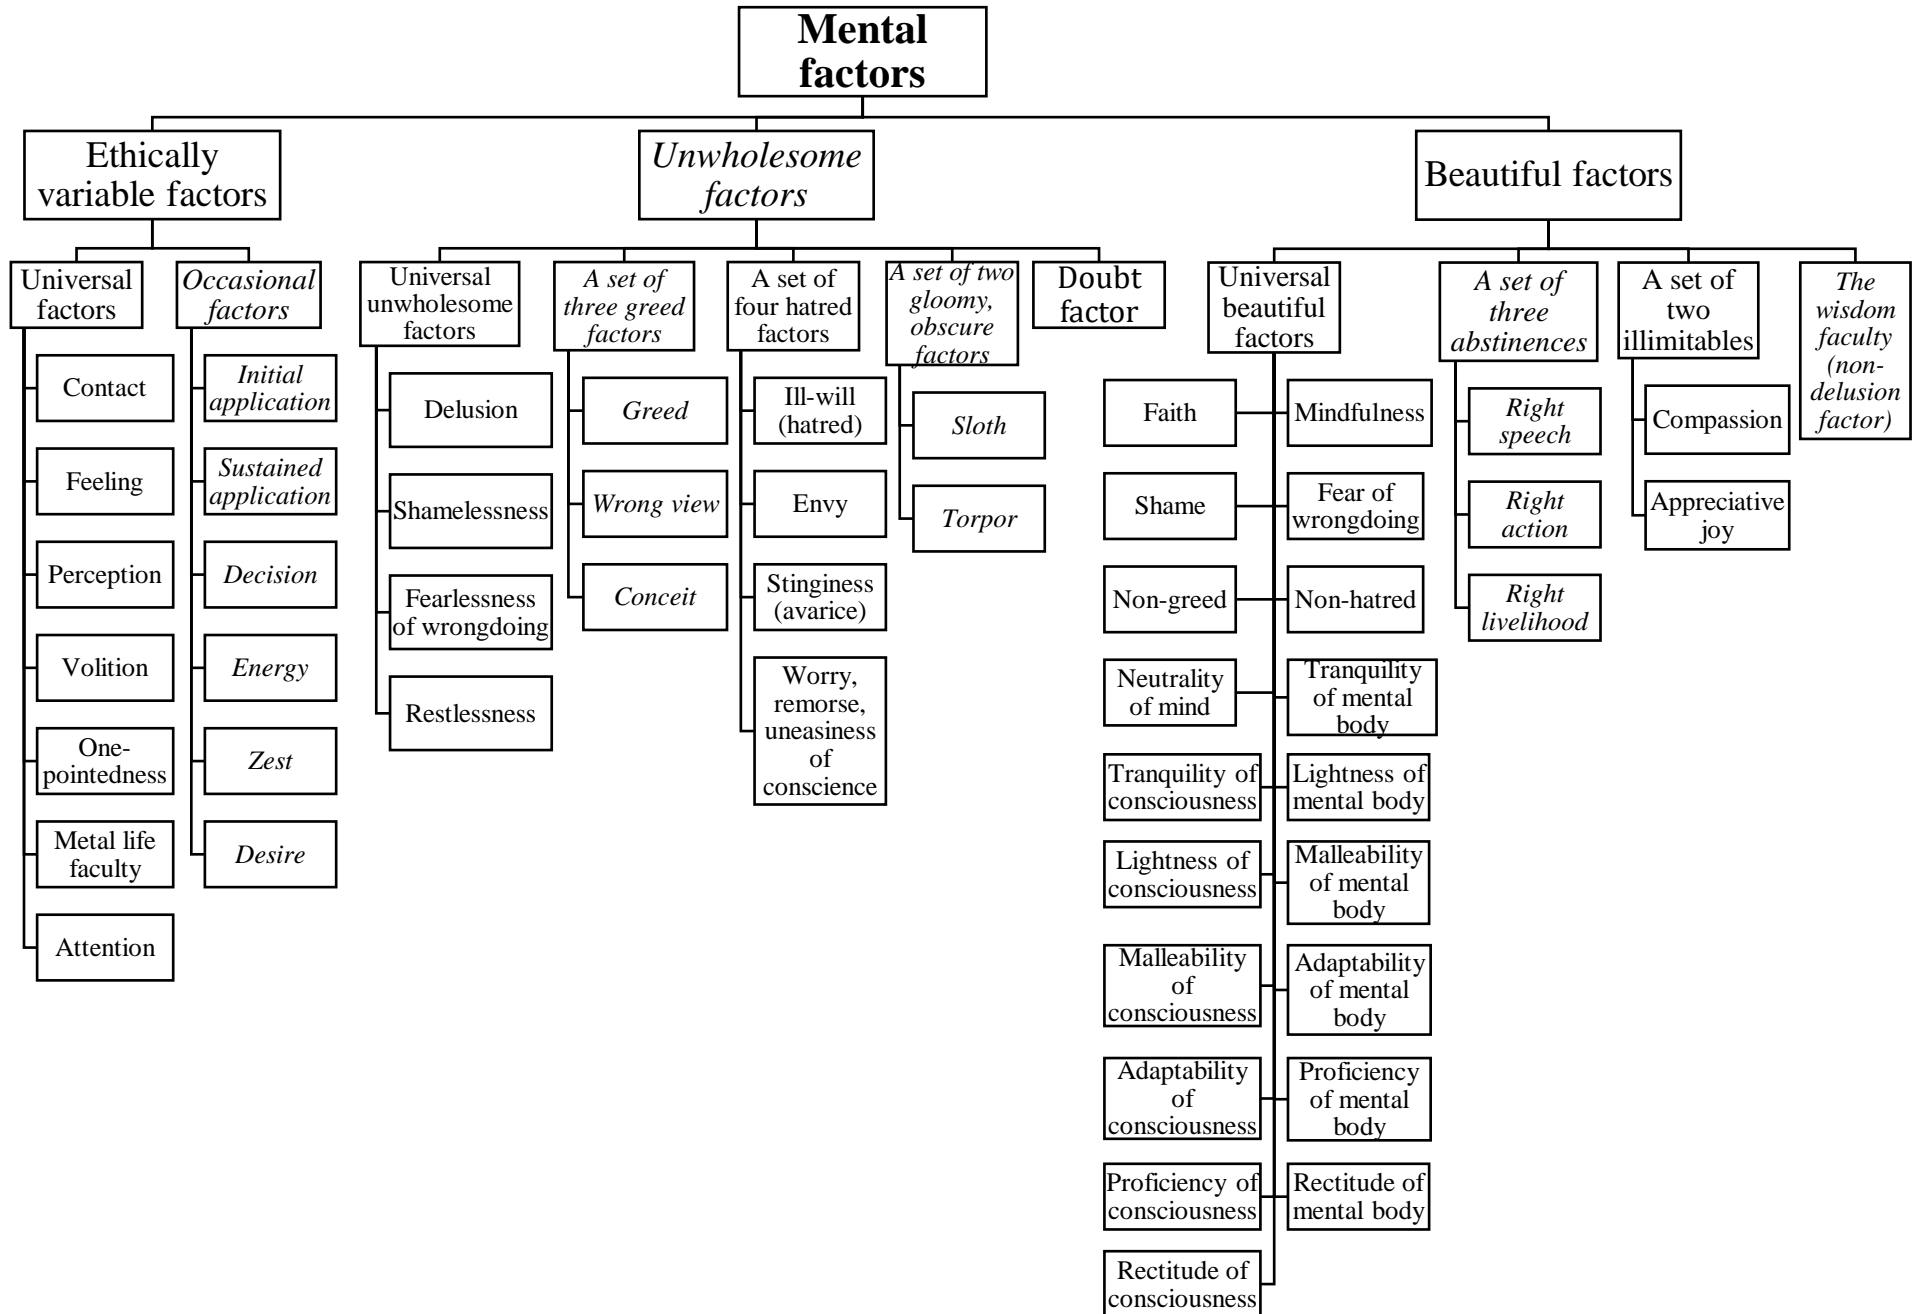 Mental
factors
Ethically
variable factors
Unwholesome
factors
Beautiful factors
Universal
factors
Occasional
factors
Universal
unwholesome
factors
A set of
three greed
factors
A set of
four hatred
factors
A set of two
gloomy,
obscure
factors
Doubt
factor
Universal
beautiful
factors
A set of
three
abstinences
A set of
two
illimitables
The
wisdom
faculty
(non-
delusion
factor)
Contact
Feeling
Perception
Volition
One-
pointedness
Metal life
faculty
Attention
Initial
application
Sustained
application
Decision
Energy
Zest
Desire
Delusion
Shamelessness
Fearlessness
of wrongdoing
Restlessness
Greed
Wrong view
Conceit
Ill-will
(hatred)
Envy
Stinginess
(avarice)
Worry,
remorse,
uneasiness
of
conscience
Sloth
Torpor
Faith
Mindfulness
Shame
Fear of
wrongdoing
Non-greed
Non-hatred
Neutrality
of mind
Tranquility
of mental
body
Tranquility of
consciousness
Lightness of
mental body
Lightness of
consciousness
Malleability
of mental
body
Malleability
of
consciousness
Adaptability
of mental
body
Adaptability
of
consciousness
Proficiency
of mental
body
Proficiency of
consciousness
Rectitude of
mental body
Rectitude of
consciousness
Right
speech
Right
action
Right
livelihood
Compassion
Appreciative
joy